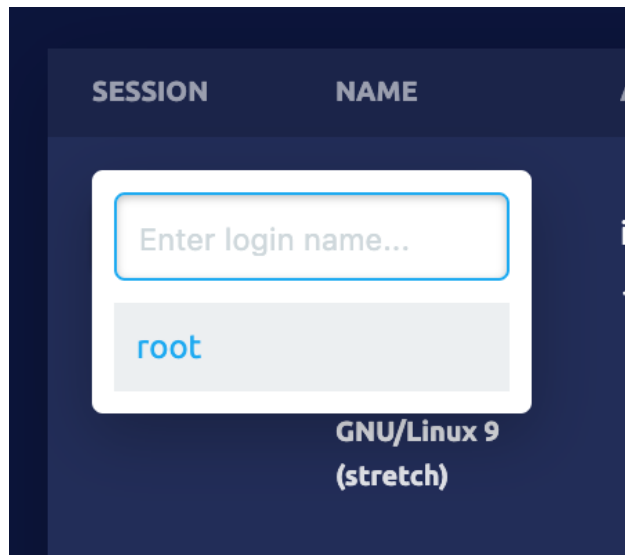 SESSION
NAME
Enter login name...
root
GNU/Linux 9
(stretch)